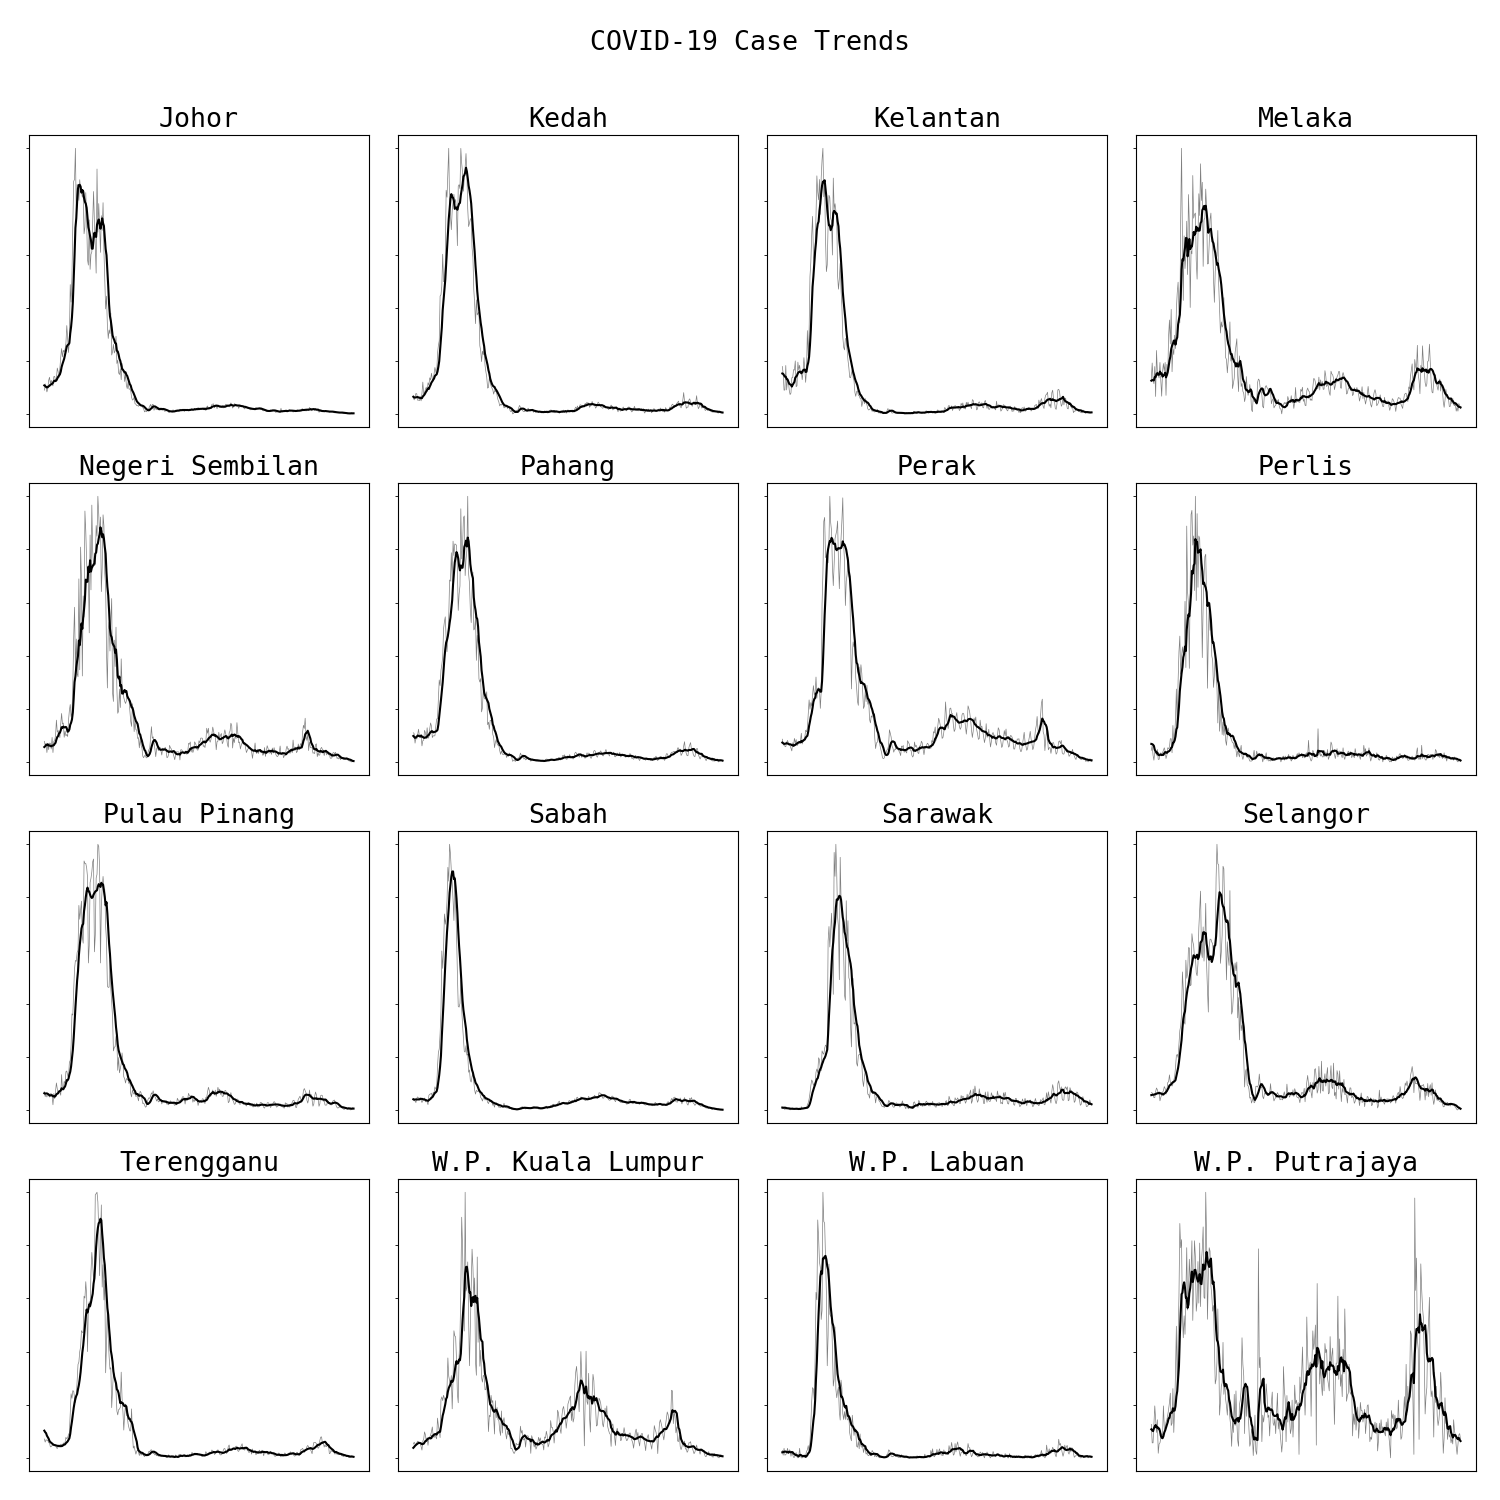 COVID-19 Case Trends
Johor
Kedah
Kelantan
Melaka
Negeri Sembilan
Pahang
Perak
Perlis
Pulau Pinang
Sabah
Sarawak
Selangor
Terengganu
W.P. Kuala Lumpur
W.P. Labuan
W.P. Putrajaya